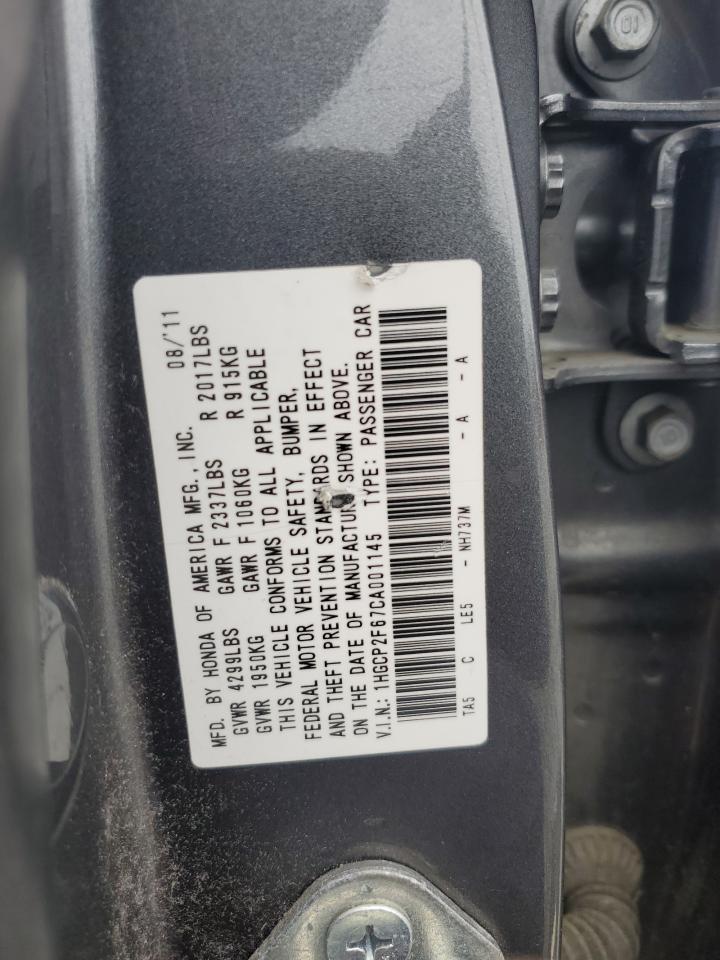 MFD. BY HONDA OF AMERICA MFG., INC. 08/'11
GVWR 4299LBS GAWR F 2337LBS R 2017LBS
GVWR 1950KG GAWR F 1060KG R 915KG
THIS VEHICLE CONFORMS TO ALL APPLICABLE
FEDERAL MOTOR VEHICLE SAFETY, BUMPER,
AND THEFT PREVENTION STANDARDS IN EFFECT
ON THE DATE OF MANUFACTURE SHOWN ABOVE.
V.I.N.: 1HGCP2F67CA001145 TYPE: PASSENGER CAR
TA5 C LE5 - NH737M - A - A